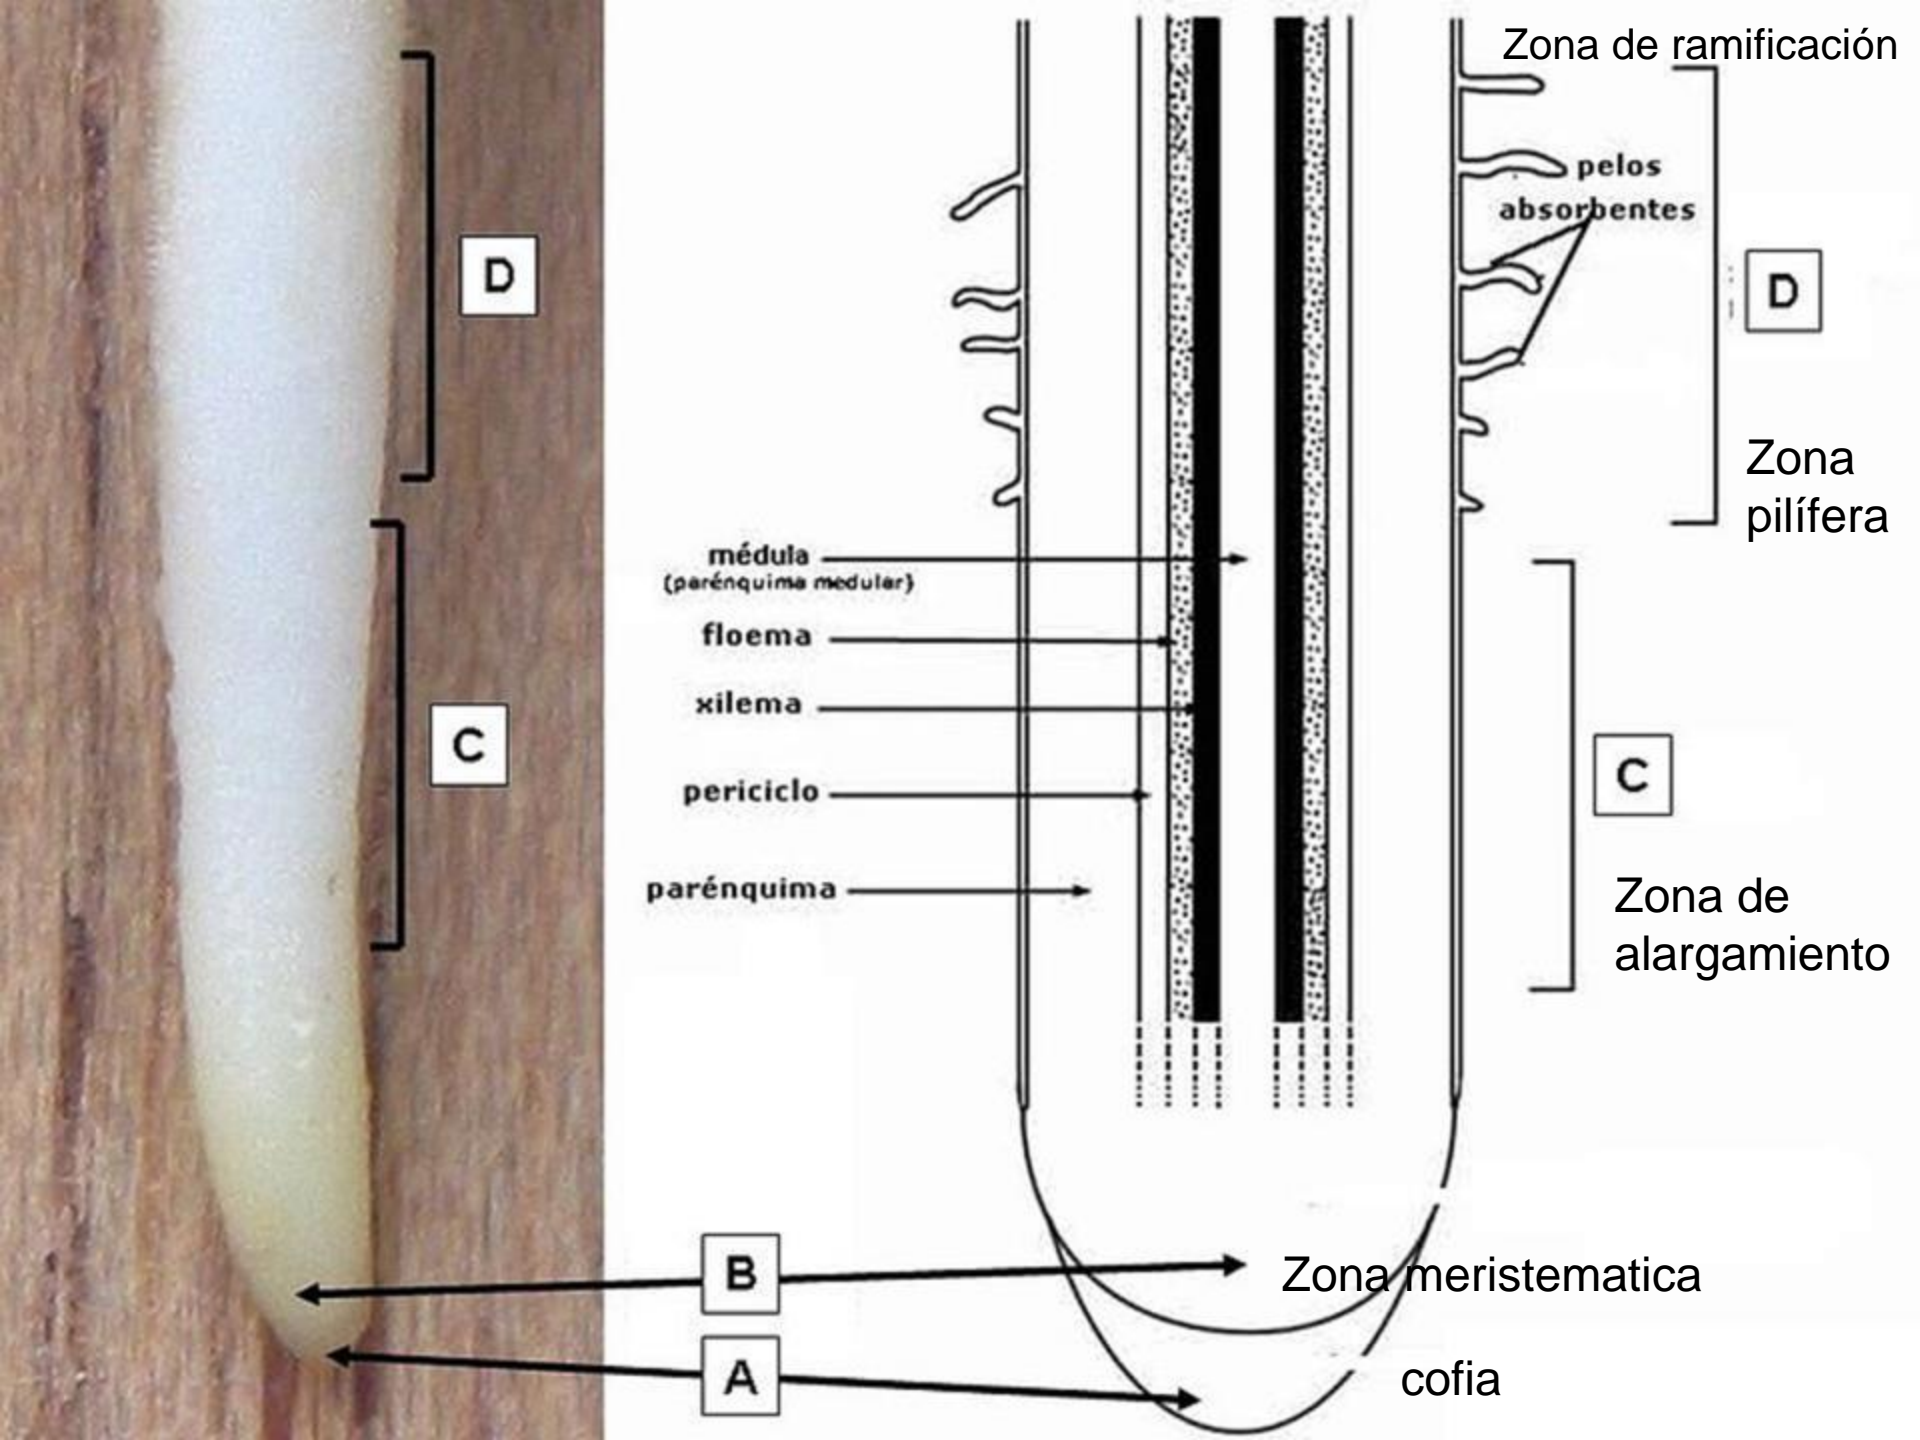 Zona de ramificación
pelos
absorbentes
D
D
Zona
pilífera
médula
(parénquima medular)
floema
xilema
C
C
periciclo
parénquima
Zona de
alargamiento
B
Zona meristematica
A
cofia